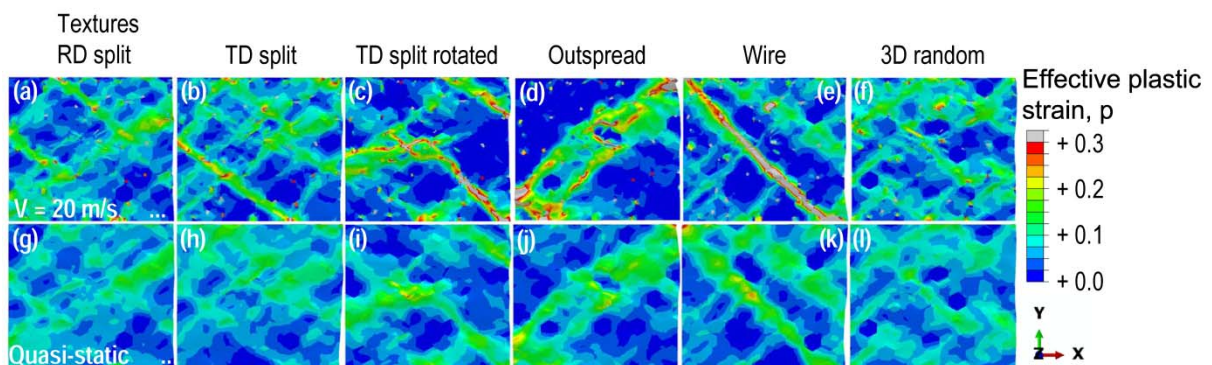 Textures
RD split TD split TD split rotated Outspread Wire 3D random
(a) (b) (c) (d) (e) (f)
V = 20 m/s ...
(g) (h) (i) (j) (k) (l)
Quasi-static ..
Effective plastic
strain, p
+ 0.3
+ 0.2
+ 0.1
+ 0.0
Y
Z X